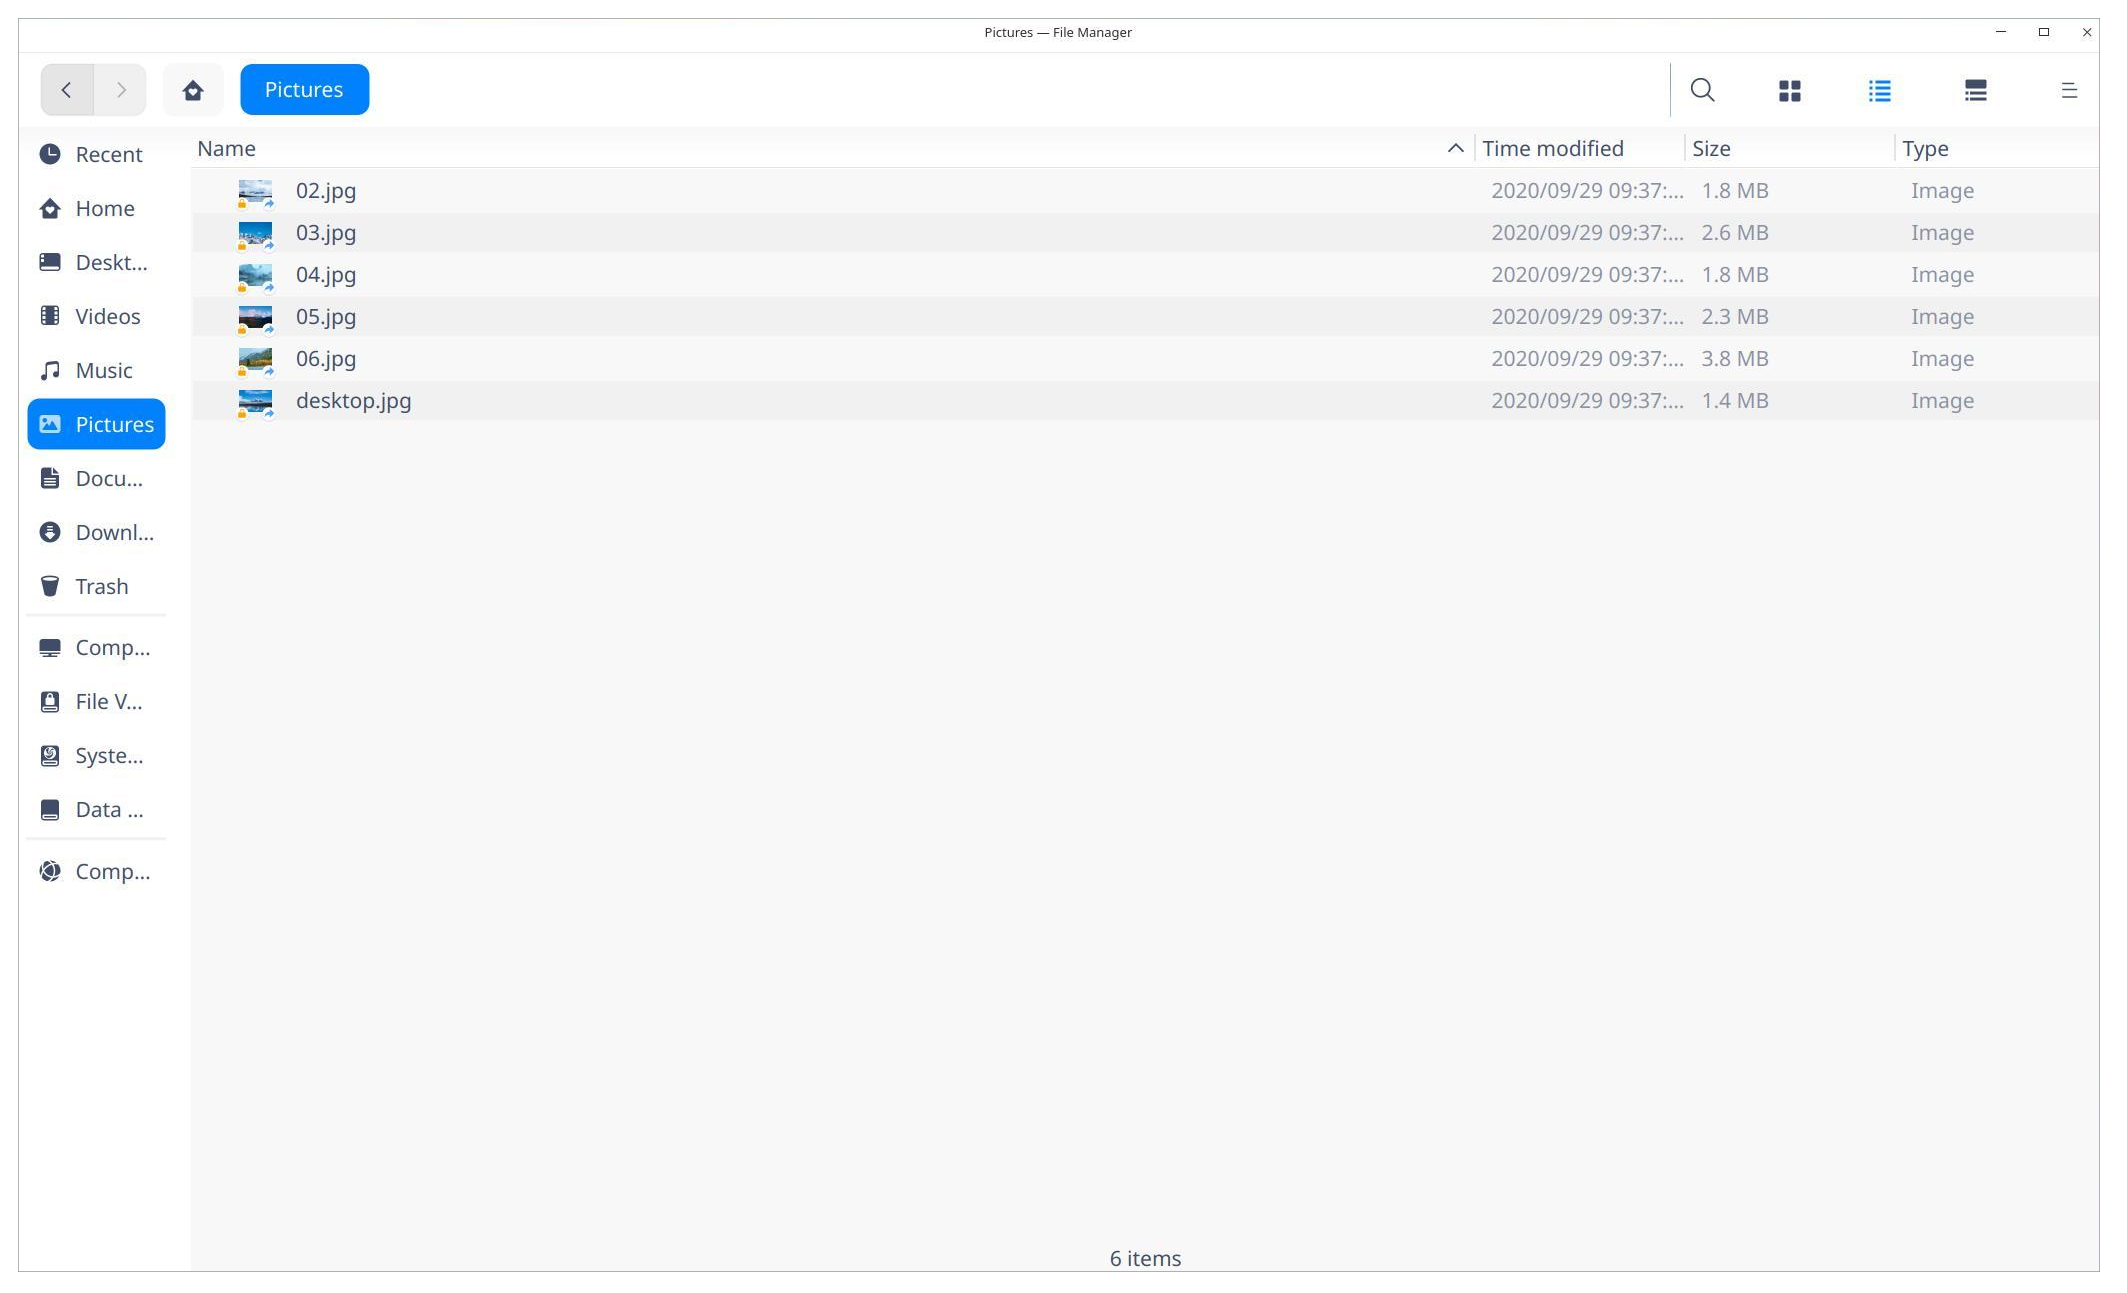 Pictures — File Manager
Pictures
Recent
Home
Deskt...
Videos
Music
Pictures
Docu...
Downl...
Trash
Comp...
File V...
Syste...
Data ...
Comp...
Name Time modified Size Type
02.jpg 2020/09/29 09:37:... 1.8 MB Image
03.jpg 2020/09/29 09:37:... 2.6 MB Image
04.jpg 2020/09/29 09:37:... 1.8 MB Image
05.jpg 2020/09/29 09:37:... 2.3 MB Image
06.jpg 2020/09/29 09:37:... 3.8 MB Image
desktop.jpg 2020/09/29 09:37:... 1.4 MB Image
6 items